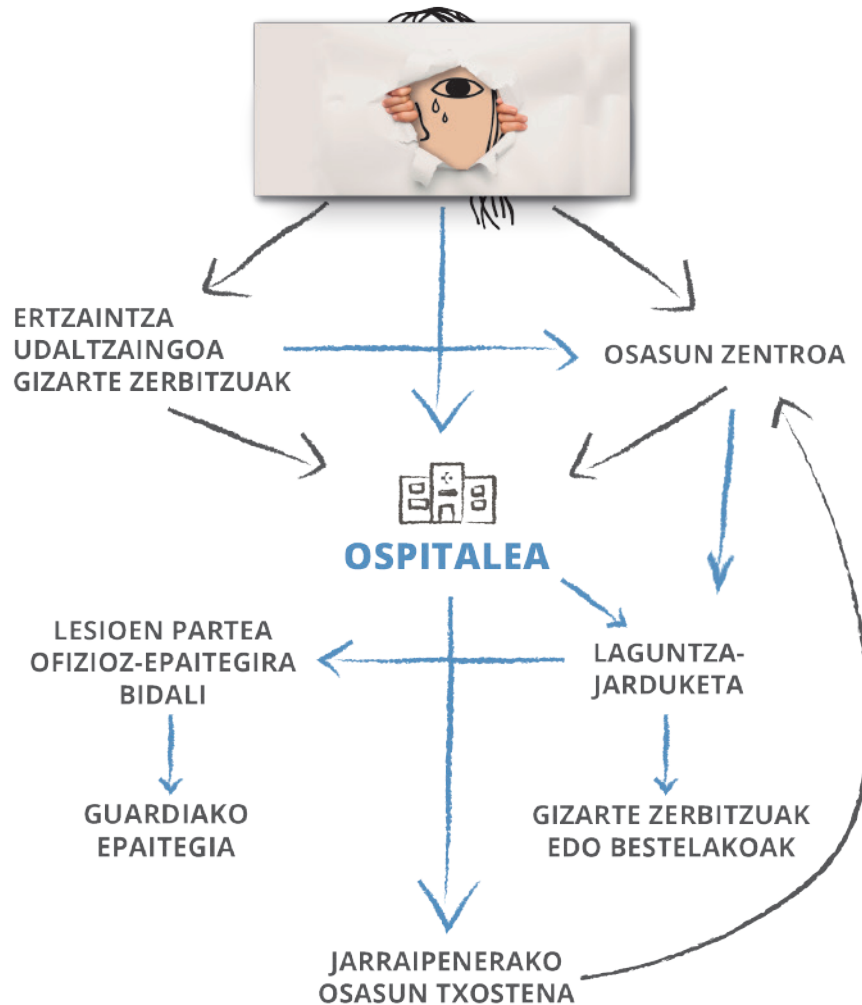 ERTZAINTZA
UDALTZAINGOA
GIZARTE ZERBITZUAK
OSASUN ZENTROA
OSPITALEA
LESIOEN PARTEA
OFIZIOZ-EPAITEGIRA
BIDALI
LAGUNTZA-
JARDUKETA
GUARDIAKO
EPAITEGIA
GIZARTE ZERBITZUAK
EDO BESTELAKOAK
JARRAIPENERAKO
OSASUN TXOSTENA